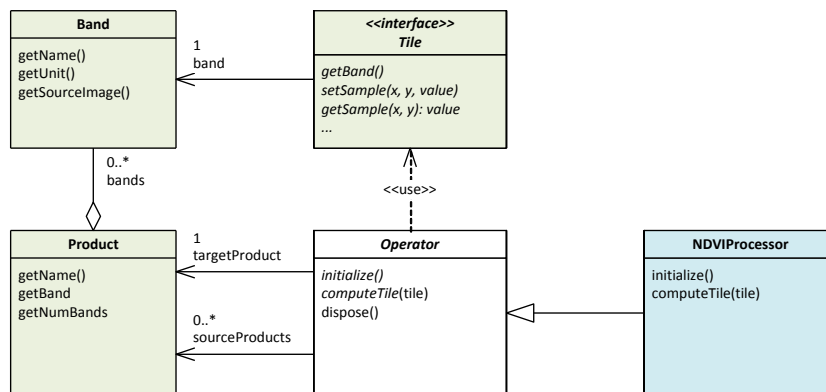 Band
getName()
getUnit()
getSourceImage()
1
band
<<interface>>
Tile
getBand()
setSample(x, y, value)
getSample(x, y): value
...
0..*
bands
<<use>>
Product
getName()
getBand
getNumBands
1
targetProduct
0..*
sourceProducts
Operator
initialize()
computeTile(tile)
dispose()
NDVIProcessor
initialize()
computeTile(tile)